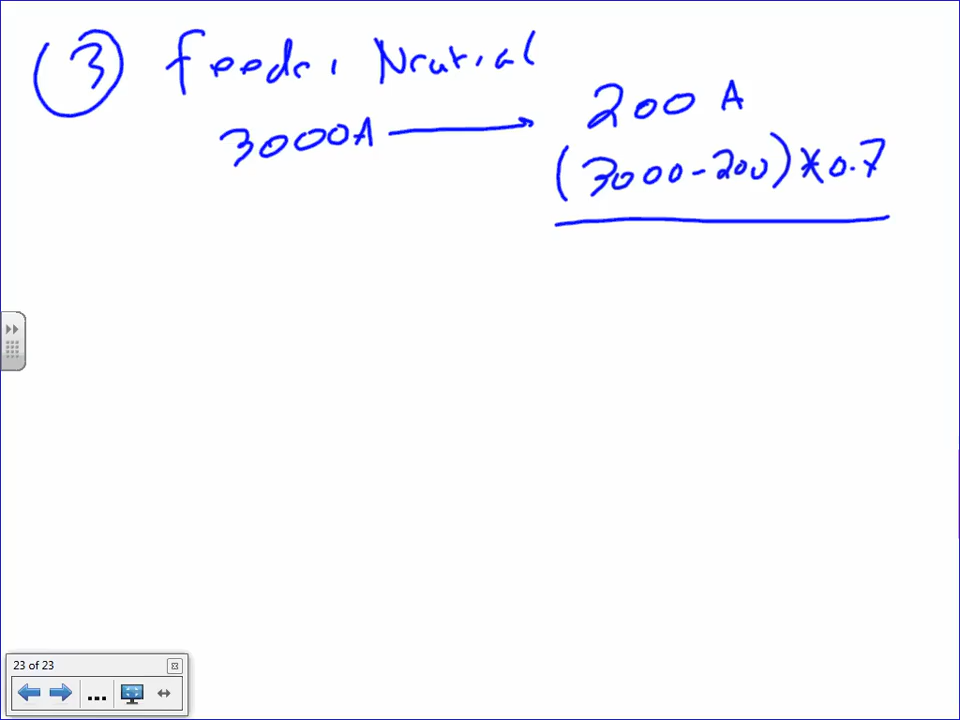 ③ Feeder Neutral
3000A → 200 A
(3000-200)*0.7
23 of 23
...